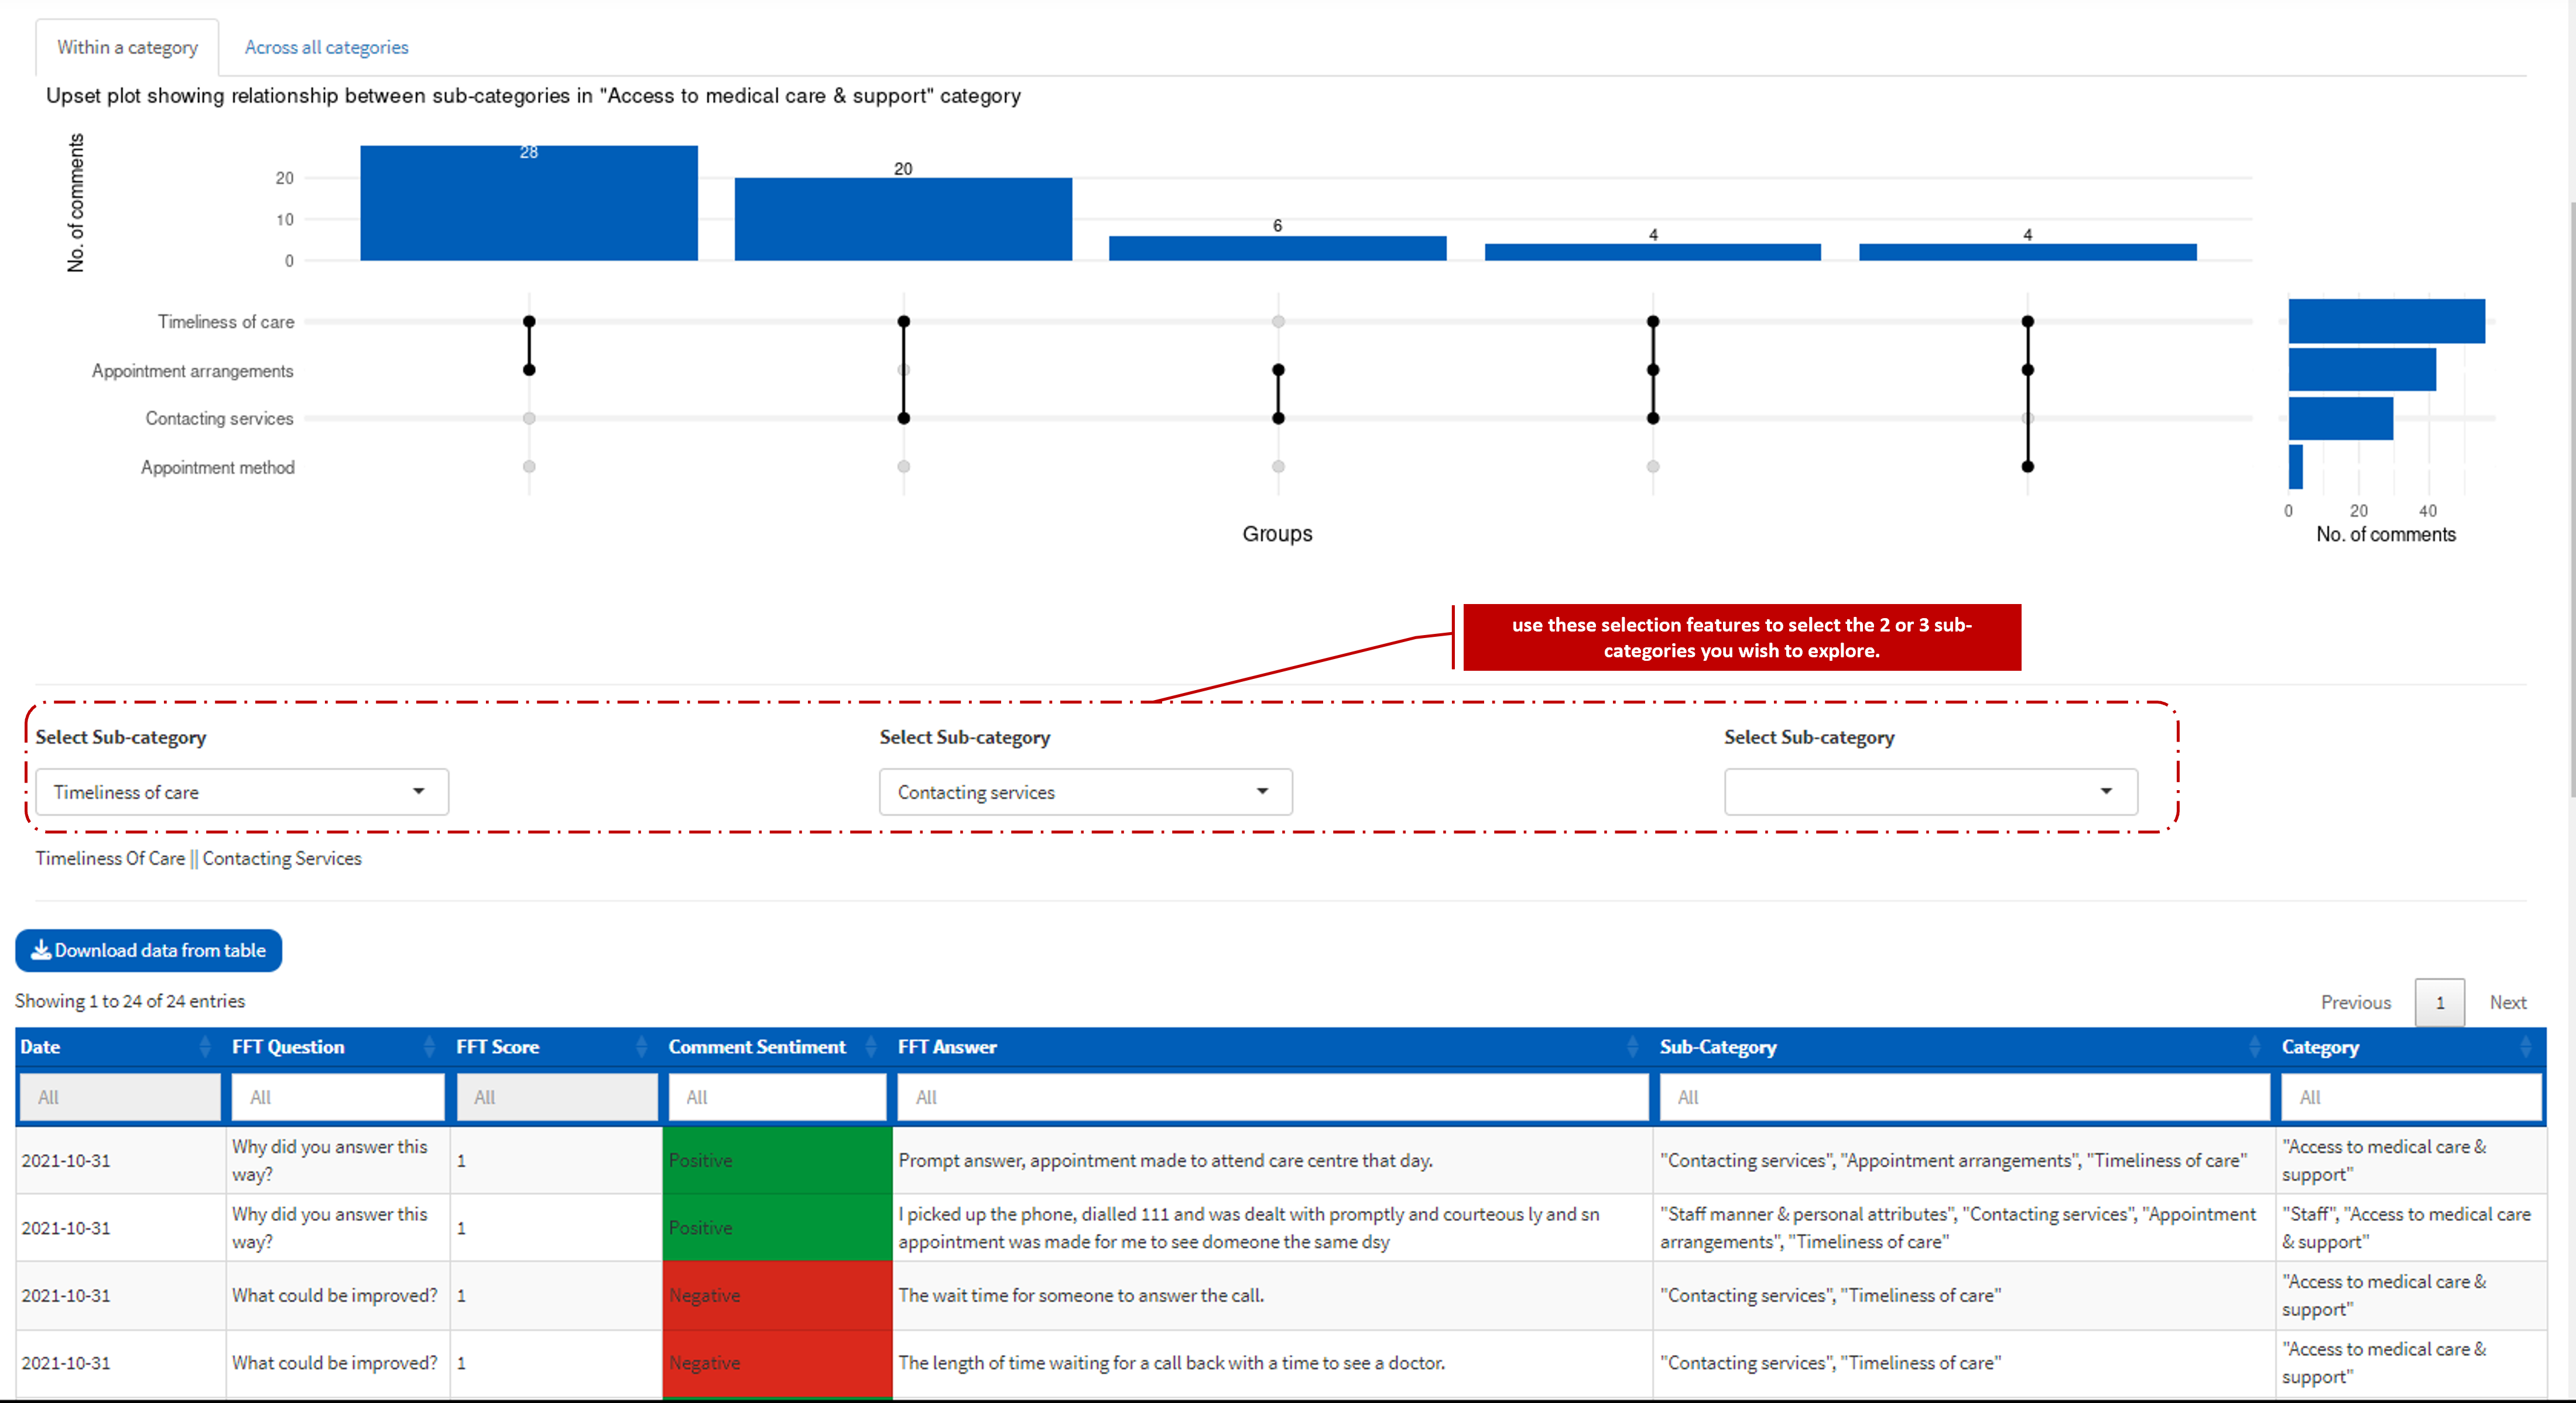 Within a category
Across all categories
Upset plot showing relationship between sub-categories in "Access to medical care & support" category
No. of comments
20
10
0
28
20
6
4
4
Timeliness of care
Appointment arrangements
Contacting services
Appointment method
0
20
40
Groups
No. of comments
use these selection features to select the 2 or 3 sub-
categories you wish to explore.
Select Sub-category
Select Sub-category
Select Sub-category
Timeliness of care
Contacting services
Timeliness Of Care || Contacting Services
Download data from table
Showing 1 to 24 of 24 entries
Previous
1
Next
Date
FFT Question
FFT Score
Comment Sentiment
FFT Answer
Sub-Category
Category
All
All
All
All
All
All
All
2021-10-31
Why did you answer this
way?
1
Positive
Prompt answer, appointment made to attend care centre that day.
"Contacting services", "Appointment arrangements", "Timeliness of care"
"Access to medical care &
support"
2021-10-31
Why did you answer this
way?
1
Positive
I picked up the phone, dialled 111 and was dealt with promptly and courteous ly and sn
appointment was made for me to see domeone the same dsy
"Staff manner & personal attributes", "Contacting services", "Appointment
arrangements", "Timeliness of care"
"Staff", "Access to medical care
& support"
2021-10-31
What could be improved?
1
Negative
The wait time for someone to answer the call.
"Contacting services", "Timeliness of care"
"Access to medical care &
support"
2021-10-31
What could be improved?
1
Negative
The length of time waiting for a call back with a time to see a doctor.
"Contacting services", "Timeliness of care"
"Access to medical care &
support"